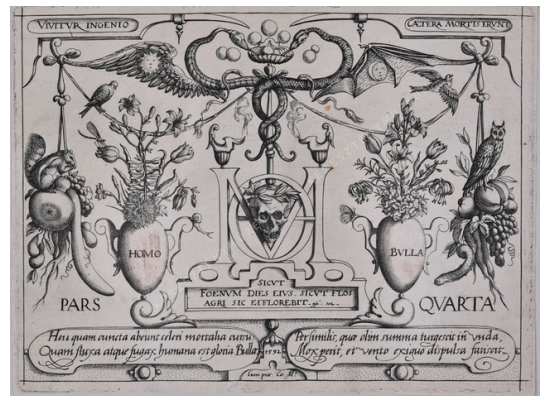 VIVITVR INGENIO
CÆTERA MORTIS ERVNT
HOMO
BVLLA
SICVT
FOENVM DIES EIVS, SICVT FLOS
AGRI SIC EFFLOREBIT.
PARS
QVARTA
Heu quam cuncta abeunt celeri mortalia cursu,
Quam fluxa atque fugax humana est gloria Bulla
1592
Persimilis, quæ olim summa turgescit in vnda,
Mox perit, et vento exiguo dispulsa fatiscit.